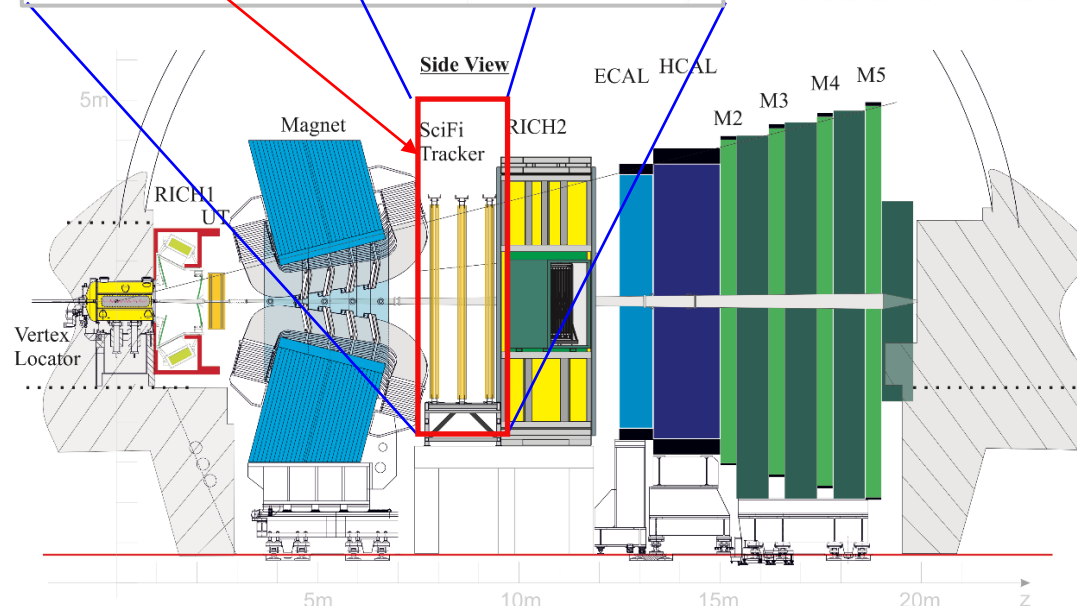 Side View
ECAL
HCAL
M5
M4
M3
M2
5m
Magnet
SciFi
Tracker
RICH2
RICH1
UT
Vertex
Locator
5m
10m
15m
20m
z